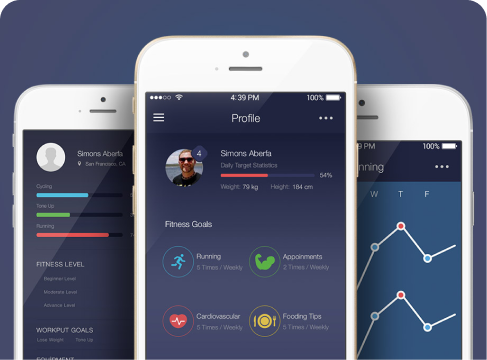 Simons Aberfa
San Francisco, CA
Cycling
Tone Up
Running
FITNESS LEVEL
Beginner Level
Moderate Level
Advance Level
WORKPUT GOALS
Lose Weight Tone Up
EQUIPMENT
4:39 PM 100%
Profile
4
Simons Aberfa
Daily Target Statistics
54%
Weight: 79 kg Height: 184 cm
Fitness Goals
Running
5 Times / Weekly
Appoinments
2 Times / Weekly
Cardiovascular
5 Times / Weekly
Fooding Tips
5 Times / Weekly
PM 100%
nning
W T F